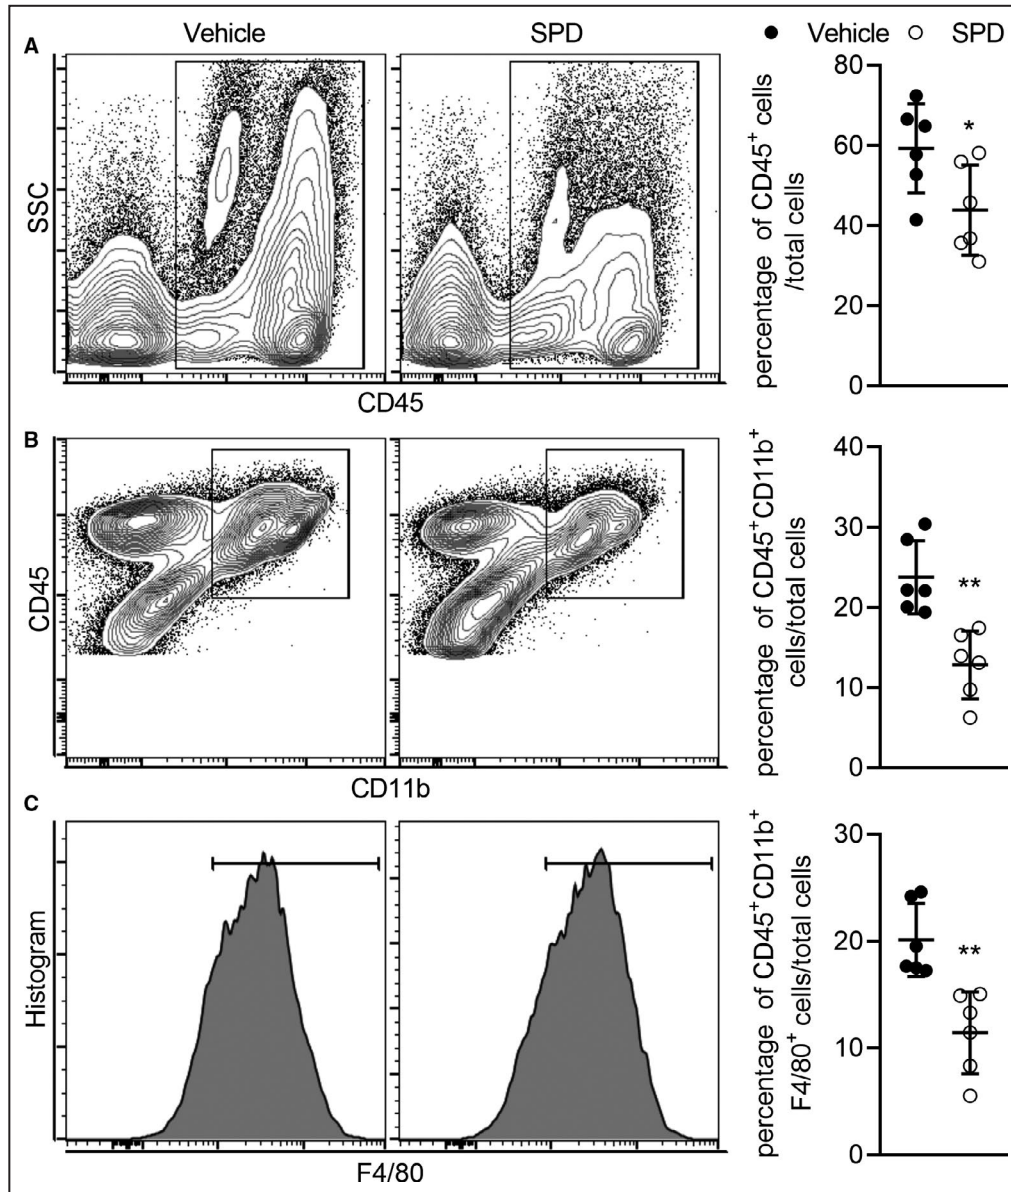 Vehicle SPD ● Vehicle ○ SPD
A
SSC
CD45
percentage of CD45⁺ cells
/total cells
80
60
40
20
0
*
B
CD45
CD11b
percentage of CD45⁺CD11b⁺
cells/total cells
40
30
20
10
0
**
C
Histogram
F4/80
percentage of CD45⁺CD11b⁺
F4/80⁺ cells/total cells
30
20
10
0
**